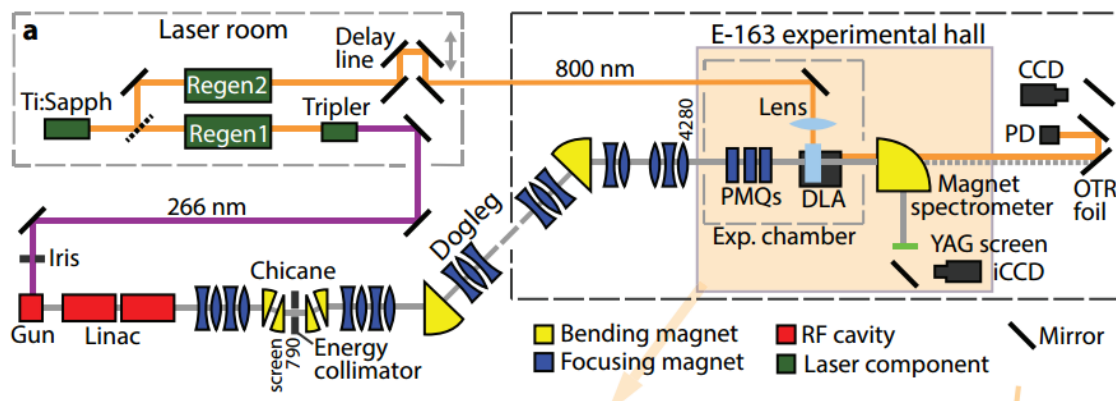 a
Laser room
Delay
line
Regen2
Ti:Sapph
Regen1
Tripler
800 nm
E-163 experimental hall
CCD
Lens
PD
4280
PMQs
DLA
Magnet
spectrometer
OTR
foil
Exp. chamber
YAG screen
iCCD
266 nm
Iris
Dogleg
Chicane
Gun
Linac
screen
790
Energy
collimator
Bending magnet
Focusing magnet
RF cavity
Laser component
Mirror